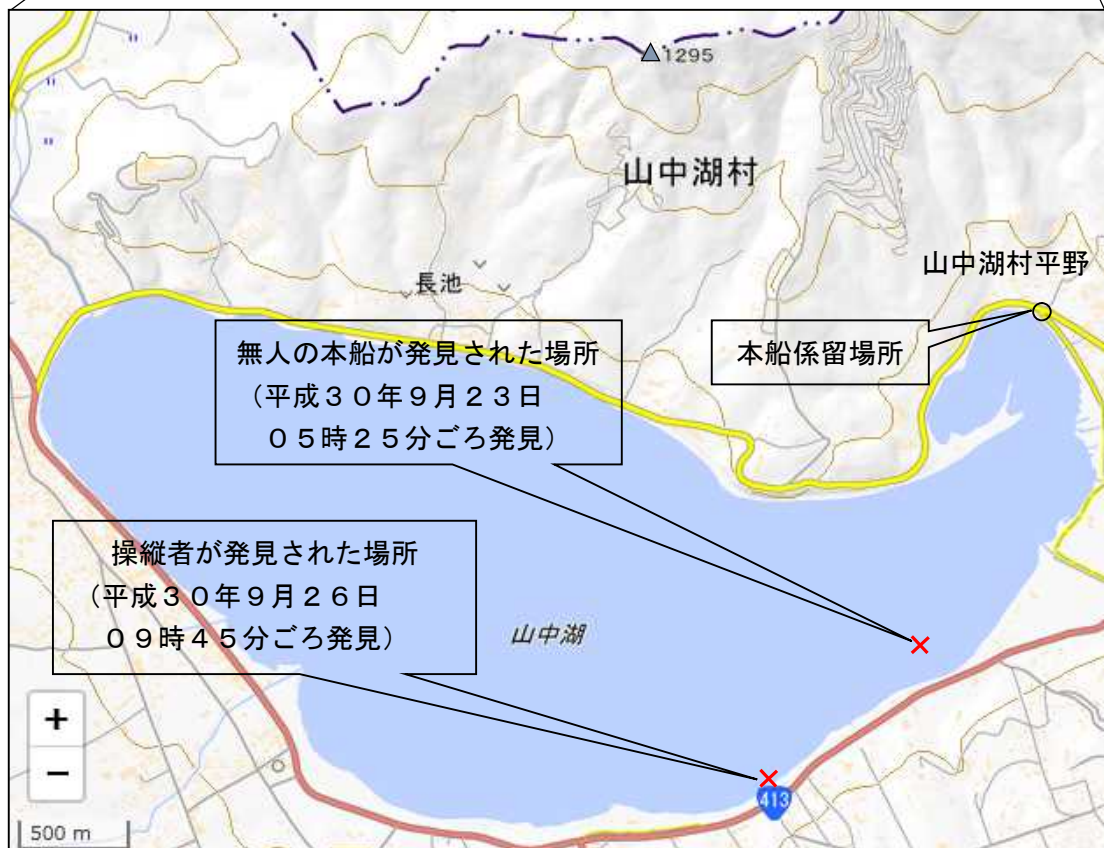 1295
山中湖村
山中湖村平野
長池
無人の本船が発見された場所
(平成30年9月23日
05時25分ごろ発見)
本船係留場所
操縦者が発見された場所
(平成30年9月26日
09時45分ごろ発見)
山中湖
+
−
413
500 m